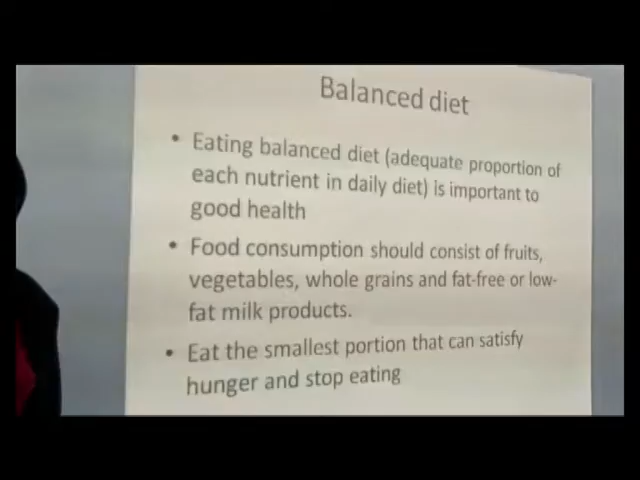 Balanced diet
• Eating balanced diet (adequate proportion of
each nutrient in daily diet) is important to
good health
• Food consumption should consist of fruits,
vegetables, whole grains and fat-free or low-
fat milk products.
• Eat the smallest portion that can satisfy
hunger and stop eating